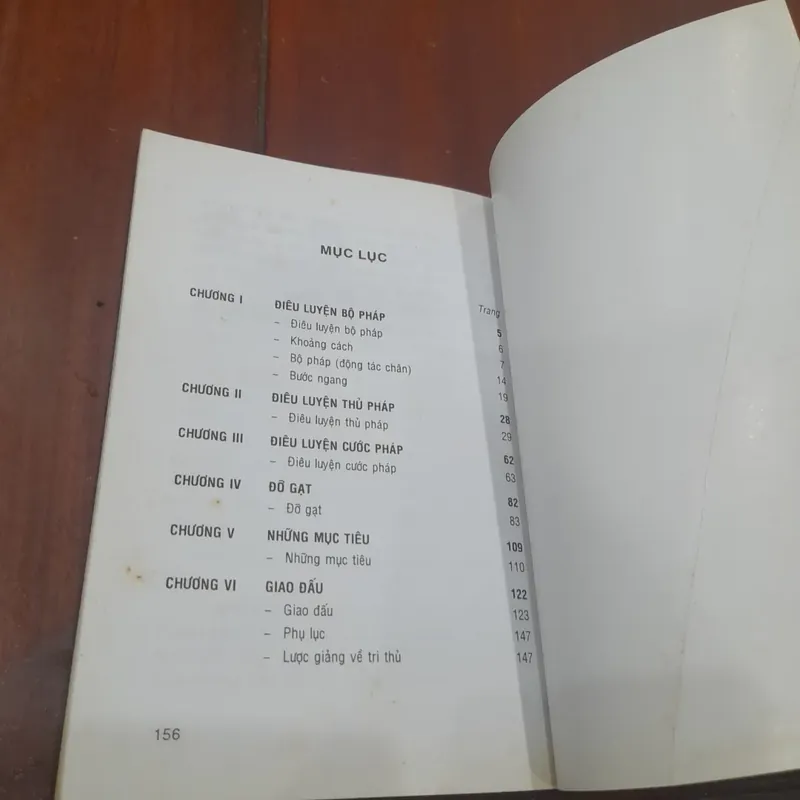 MỤC LỤC
Trang
CHƯƠNG I ĐIÊU LUYỆN BỘ PHÁP 5
– Điêu luyện bộ pháp 6
– Khoảng cách 7
– Bộ pháp (động tác chân) 14
– Bước ngang 19
CHƯƠNG II ĐIÊU LUYỆN THỦ PHÁP 28
– Điêu luyện thủ pháp 29
CHƯƠNG III ĐIÊU LUYỆN CƯỚC PHÁP 62
– Điêu luyện cước pháp 63
CHƯƠNG IV ĐỠ GẠT 82
– Đỡ gạt 83
CHƯƠNG V NHỮNG MỤC TIÊU 109
– Những mục tiêu 110
CHƯƠNG VI GIAO ĐẤU 122
– Giao đấu 123
– Phụ lục 147
– Lược giảng về tri thủ 147
156